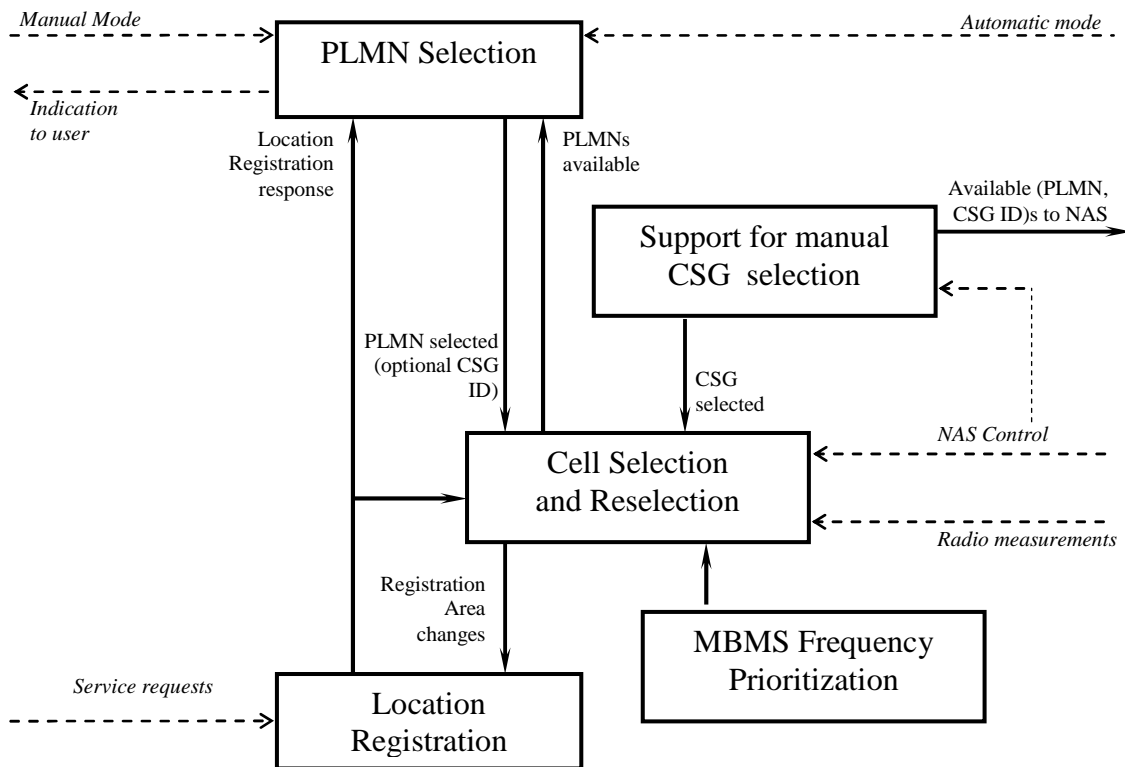 Manual Mode
PLMN Selection
Automatic mode
Indication
to user
Location
Registration
response
PLMNs
available
Available (PLMN,
CSG ID)s to NAS
Support for manual
CSG selection
PLMN selected
(optional CSG
ID)
CSG
selected
NAS Control
Cell Selection
and Reselection
Radio measurements
Registration
Area
changes
MBMS Frequency
Prioritization
Service requests
Location
Registration